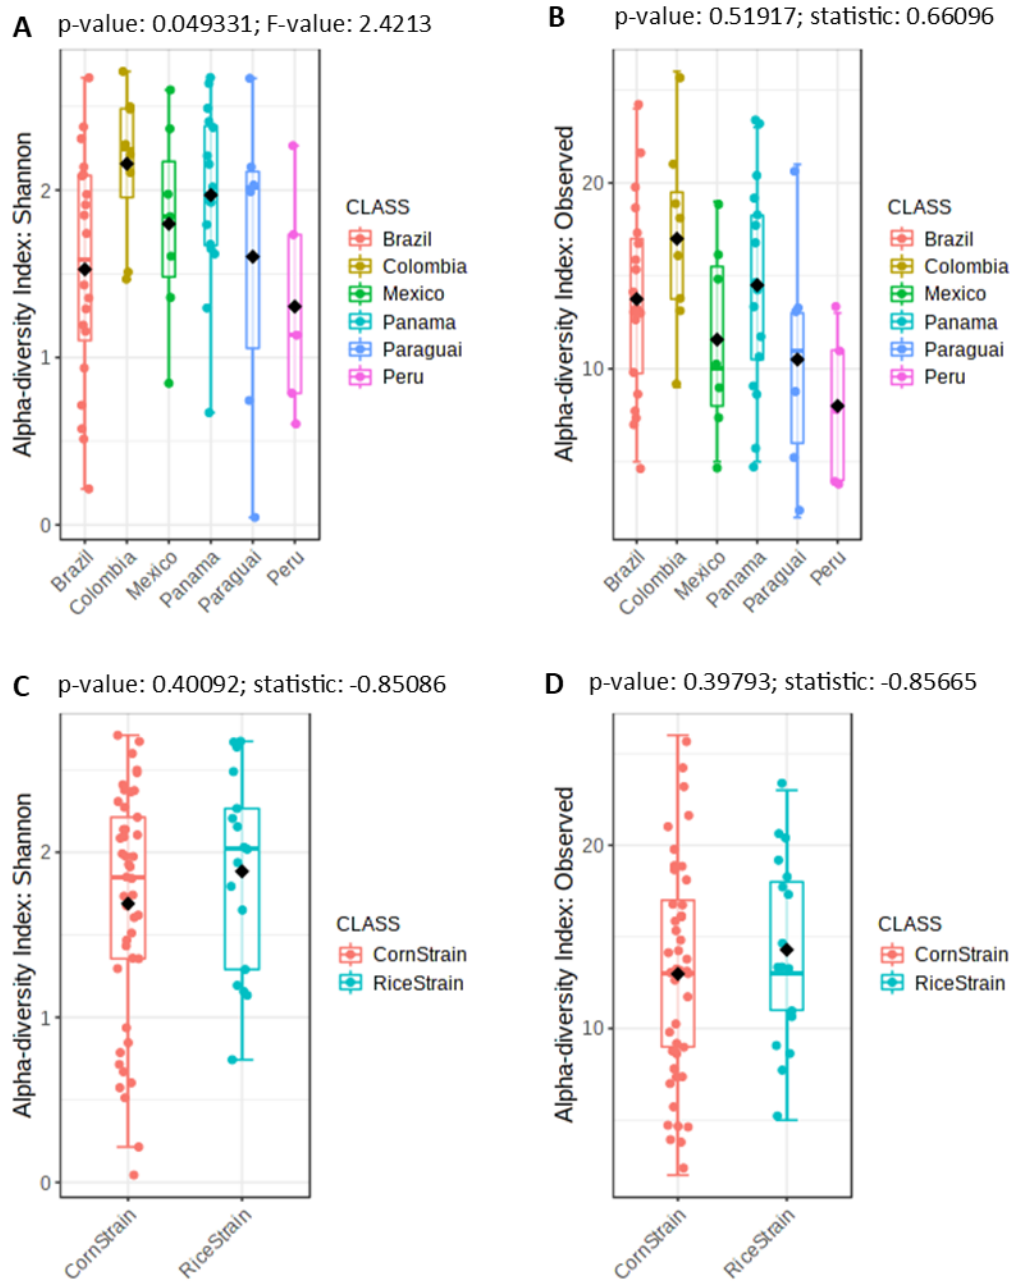 A p-value: 0.049331; F-value: 2.4213
Alpha-diversity Index: Shannon
2
1
0
Brazil
Colombia
Mexico
Panama
Paraguai
Peru
CLASS
Brazil
Colombia
Mexico
Panama
Paraguai
Peru
B p-value: 0.51917; statistic: 0.66096
Alpha-diversity Index: Observed
20
10
Brazil
Colombia
Mexico
Panama
Paraguai
Peru
CLASS
Brazil
Colombia
Mexico
Panama
Paraguai
Peru
C p-value: 0.40092; statistic: -0.85086
Alpha-diversity Index: Shannon
2
1
0
CornStrain
RiceStrain
CLASS
CornStrain
RiceStrain
D p-value: 0.39793; statistic: -0.85665
Alpha-diversity Index: Observed
20
10
CornStrain
RiceStrain
CLASS
CornStrain
RiceStrain